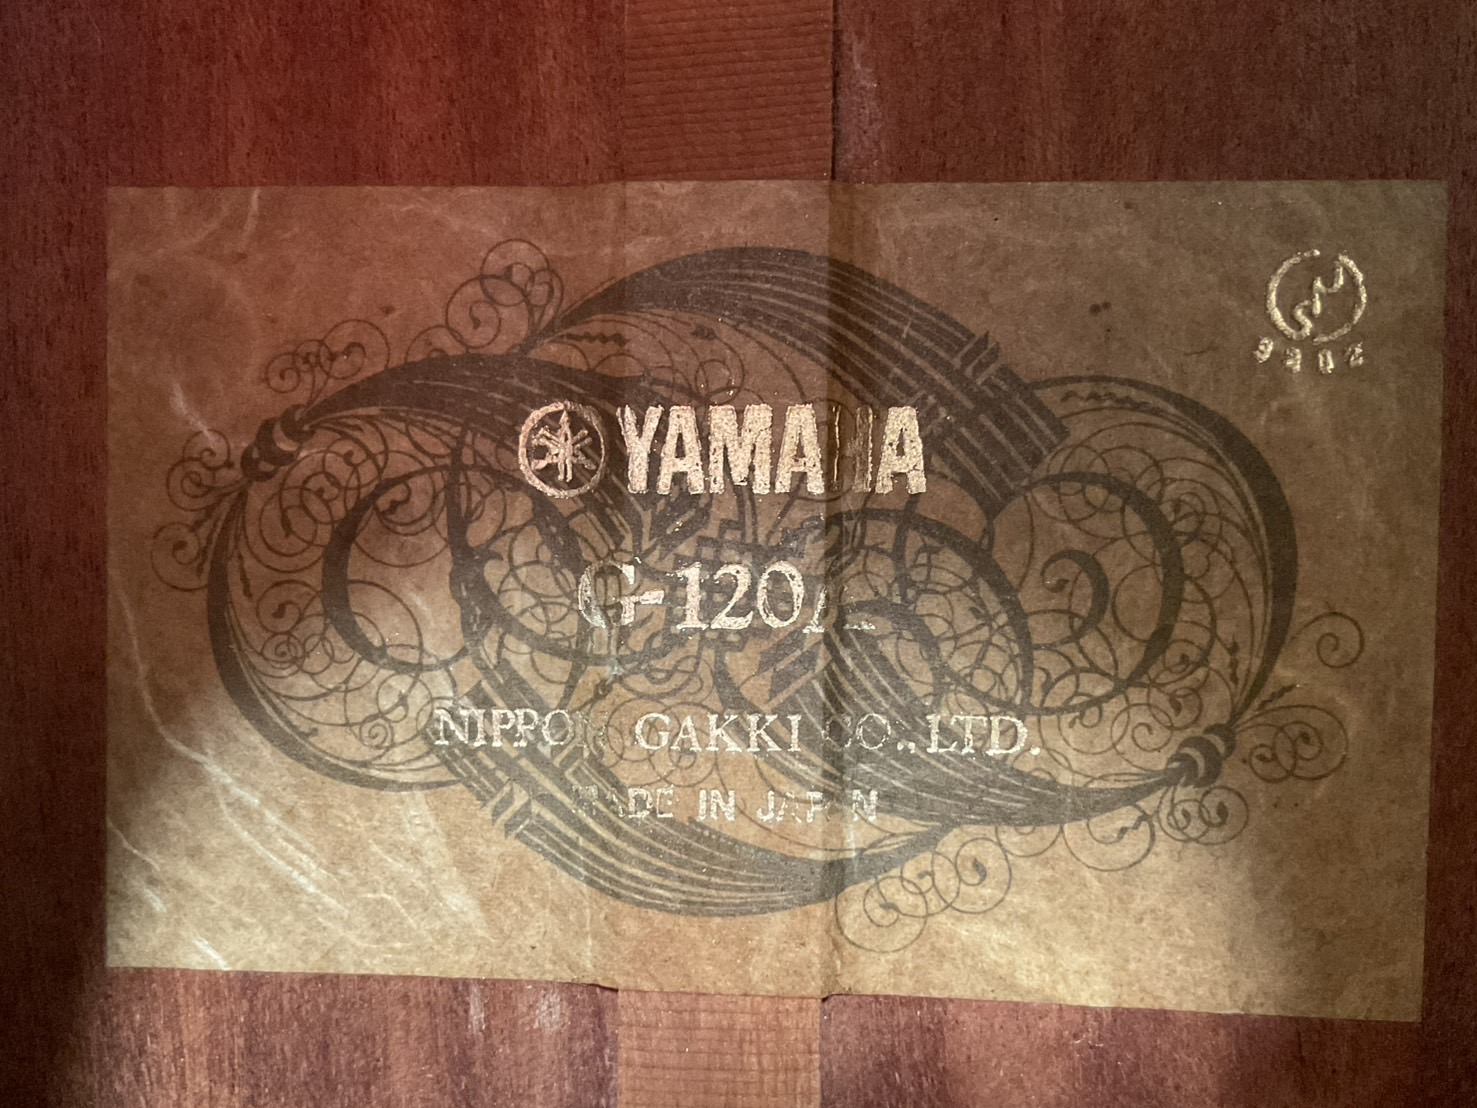 YAMAHA
G-120A
NIPPON GAKKI CO., LTD.
MADE IN JAPAN